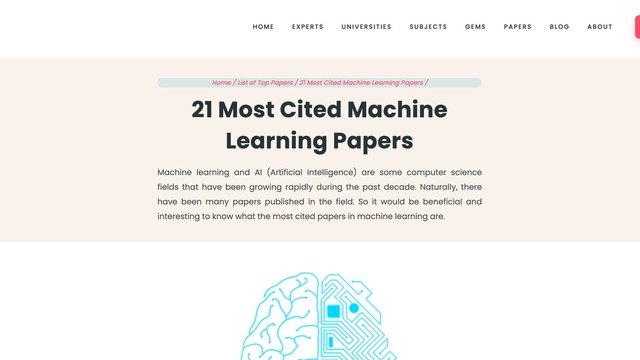 HOME EXPERTS UNIVERSITIES SUBJECTS GEMS PAPERS BLOG ABOUT
Home / List of Top Papers / 21 Most Cited Machine Learning Papers /
21 Most Cited Machine
Learning Papers
Machine learning and AI (Artificial Intelligence) are some computer science
fields that have been growing rapidly during the past decade. Naturally, there
have been many papers published in the field. So it would be beneficial and
interesting to know what the most cited papers in machine learning are.